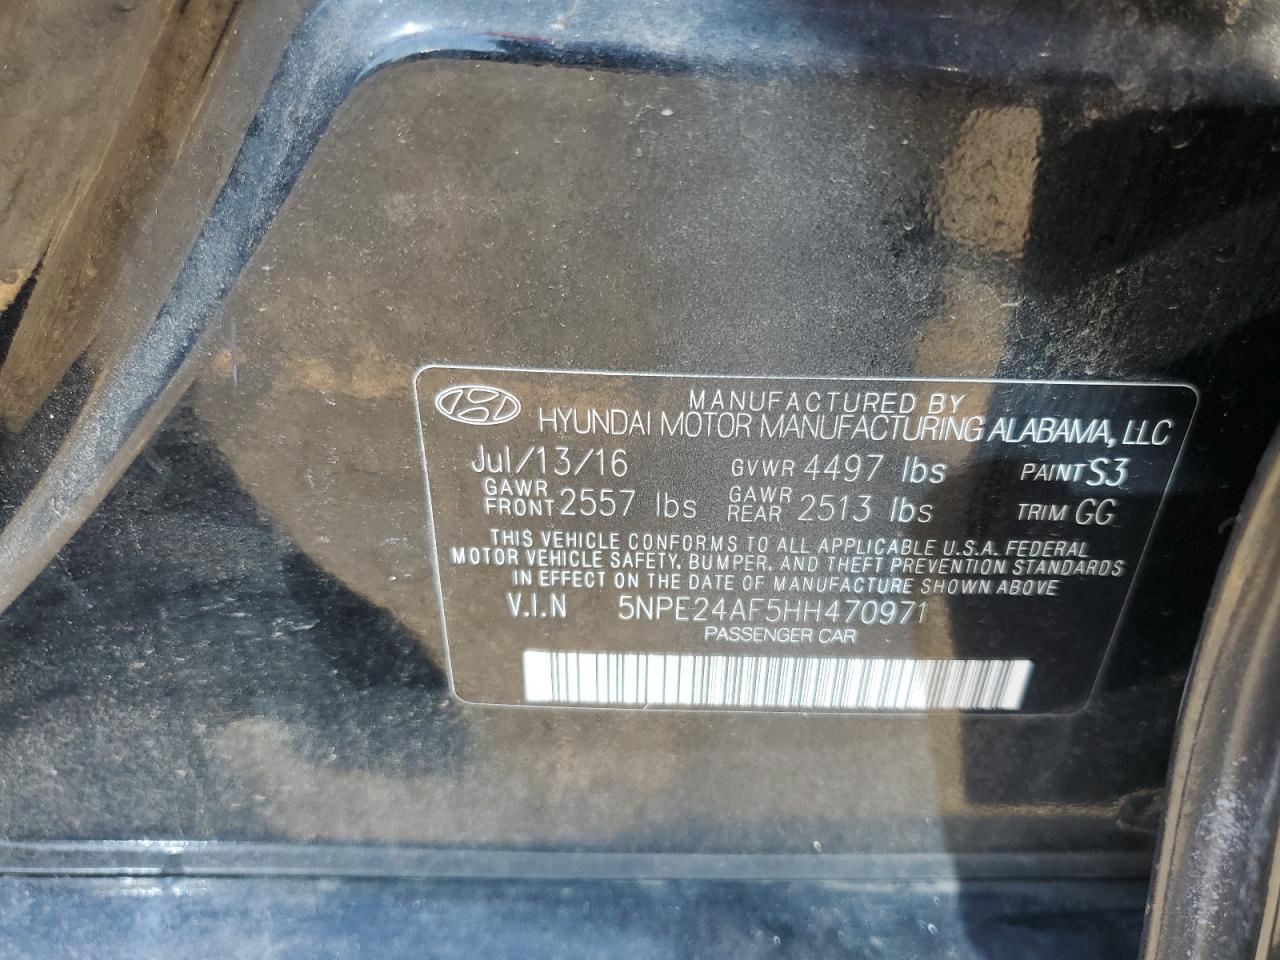 MANUFACTURED BY
HYUNDAI MOTOR MANUFACTURING ALABAMA, LLC
Jul/13/16 GVWR 4497 lbs PAINT S3
GAWR FRONT 2557 lbs GAWR REAR 2513 lbs TRIM GG
THIS VEHICLE CONFORMS TO ALL APPLICABLE U.S.A. FEDERAL
MOTOR VEHICLE SAFETY, BUMPER, AND THEFT PREVENTION STANDARDS
IN EFFECT ON THE DATE OF MANUFACTURE SHOWN ABOVE
V.I.N 5NPE24AF5HH470971
PASSENGER CAR